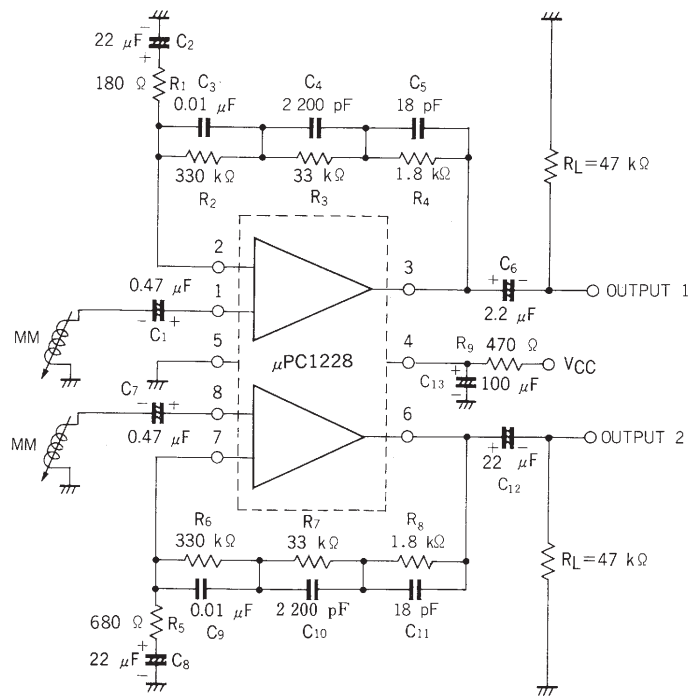 22 μF C2
180 Ω R1
C3 C4 C5
0.01 μF 2 200 pF 18 pF
330 kΩ 33 kΩ 1.8 kΩ
R2 R3 R4
RL=47 kΩ
2 3
C6
0.47 μF 1
OUTPUT 1
2.2 μF
C1
MM
5 4
R9 470 Ω
μPC1228
VCC
C13 100 μF
C7
8 6
0.47 μF 7
OUTPUT 2
MM
22 μF
C12
R6 R7 R8
330 kΩ 33 kΩ 1.8 kΩ
RL=47 kΩ
0.01 μF 2 200 pF 18 pF
680 Ω R5
C9 C10 C11
22 μF C8